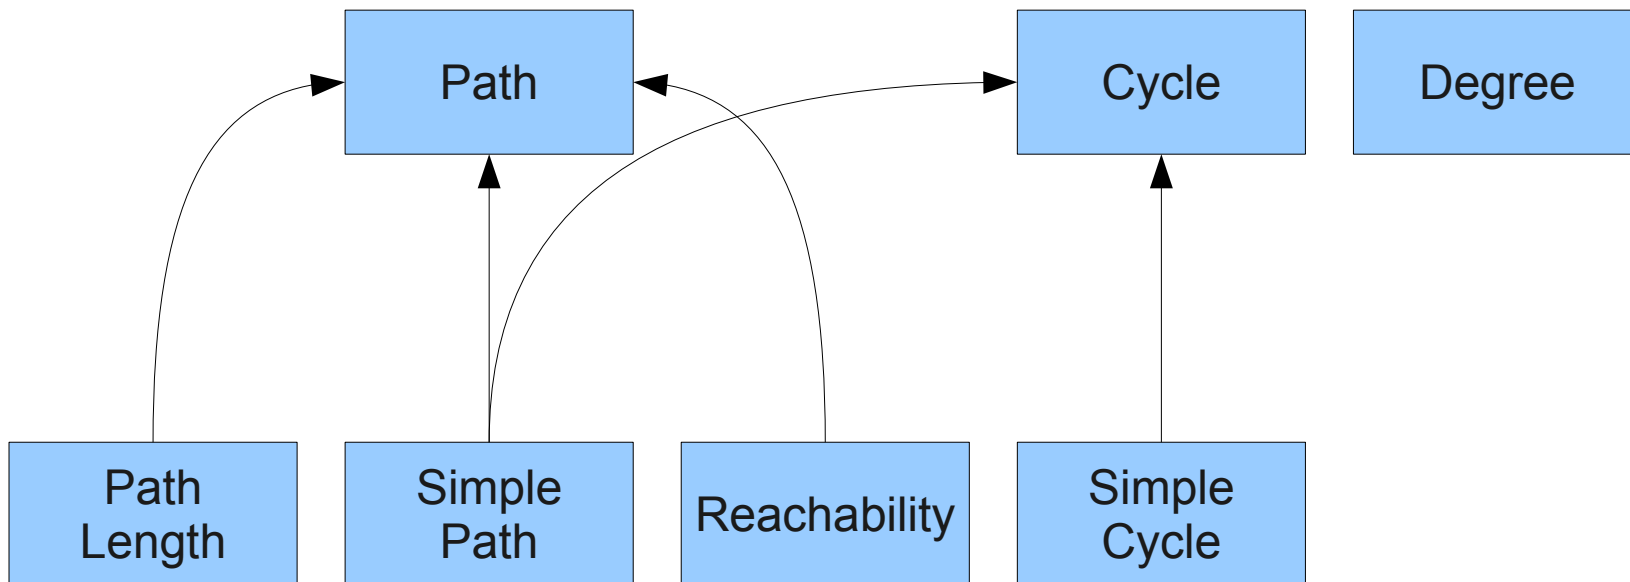 Path
Cycle
Degree
Path
Length
Simple
Path
Reachability
Simple
Cycle